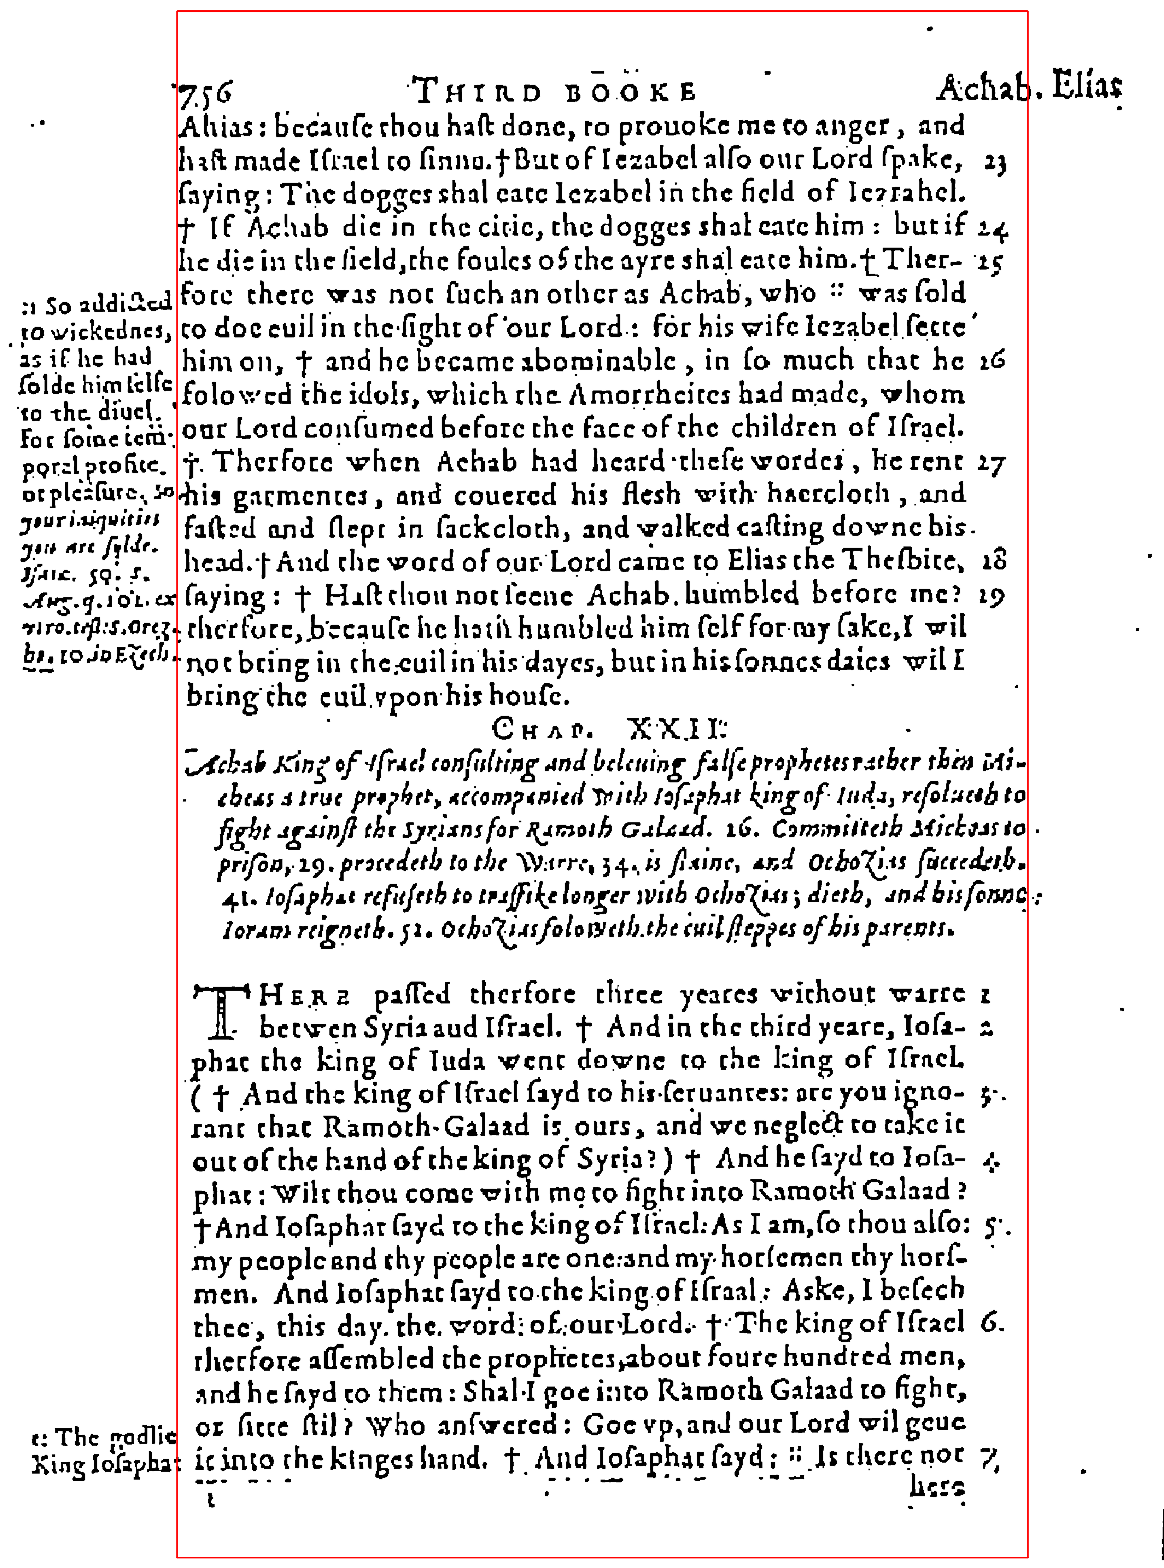 756 THIRD BOOKE Achab. Elias
Ahias: becauſe thou haſt done, to prouoke me to anger, and
haſt made Iſrael to ſinne. † But of Iezabel alſo our Lord ſpake, 23
ſaying: The dogges shal eate Iezabel in the field of Iezrahel.
† If Achab die in the citie, the dogges shal eate him: but if 24
he die in the field, the foules of the ayre shal eate him. † Ther- 25
fore there was not ſuch an other as Achab, who :: was ſold
to doe euil in the ſight of our Lord: for his wife Iezabel ſette
him on, † and he became abominable, in ſo much that he 26
folowed the idols, which the Amorrheites had made, whom
our Lord conſumed before the face of the children of Iſrael.
†. Therfore when Achab had heard theſe wordes, he rent 27
his garmentes, and couered his flesh with haercloth, and
faſted and ſlept in ſackcloth, and walked caſting downe his
head. † And the word of our Lord came to Elias the Theſbite, 28
ſaying: † Haſt thou not ſeene Achab humbled before me? 29
therfore, becauſe he hath humbled him ſelf for my ſake, I wil
not bring in the euil in his dayes, but in his ſonnes daies wil I
bring the euil vpon his houſe.
:: So addicted
to wickednes,
as if he had
ſolde him ſelfe
to the diuel.
For ſome tem-
poral profite.
or pleaſure, so
your iniquities
you are ſolde.
Iſaie. 50. 1.
Aug. q. 101. ex
CHAP. XXII.
Achab King of Iſrael conſulting and beleuing falſe prophetes rather then Mi-
cheas a true prophet, accompanied with Ioſaphat king of Iuda, reſolueth to
fight againſt the Syrians for Ramoth Galaad. 26. Committeth Micheas to
priſon, 29. procedeth to the Warre, 34. is ſlaine, and Ochozias ſuccedeth.
41. Ioſaphat refuſeth to traffike longer with Ochozias; dieth, and his ſonne
Ioram reigneth. 52. Ochozias foloweth the euil ſteppes of his parents.
THERE paſſed therfore three yeares without warre 1
betwen Syria aud Iſrael. † And in the third yeare, Ioſa- 2
phat the king of Iuda went downe to the king of Iſrael.
( † And the king of Iſrael ſayd to his ſeruantes: are you igno- 3.
rant that Ramoth Galaad is ours, and we neglect to take it
out of the hand of the king of Syria?) † And he ſayd to Ioſa- 4.
phat: Wilt thou come with me to fight into Ramoth Galaad?
† And Ioſaphat ſayd to the king of Iſrael: As I am, ſo thou alſo: 5.
my people and thy people are one: and my horſemen thy horſ-
men. And Ioſaphat ſayd to the king of Iſraal: Aske, I beſech
thee, this day the word of our Lord. † The king of Iſrael 6.
therfore aſſembled the prophetes, about foure hundred men,
and he ſayd to them: Shal I goe into Ramoth Galaad to fight,
or ſitte ſtil? Who anſwered: Goe vp, and our Lord wil geue
it into the kinges hand. † And Ioſaphat ſayd: :: Is there not 7
:: The godlie
King Ioſaphat
here